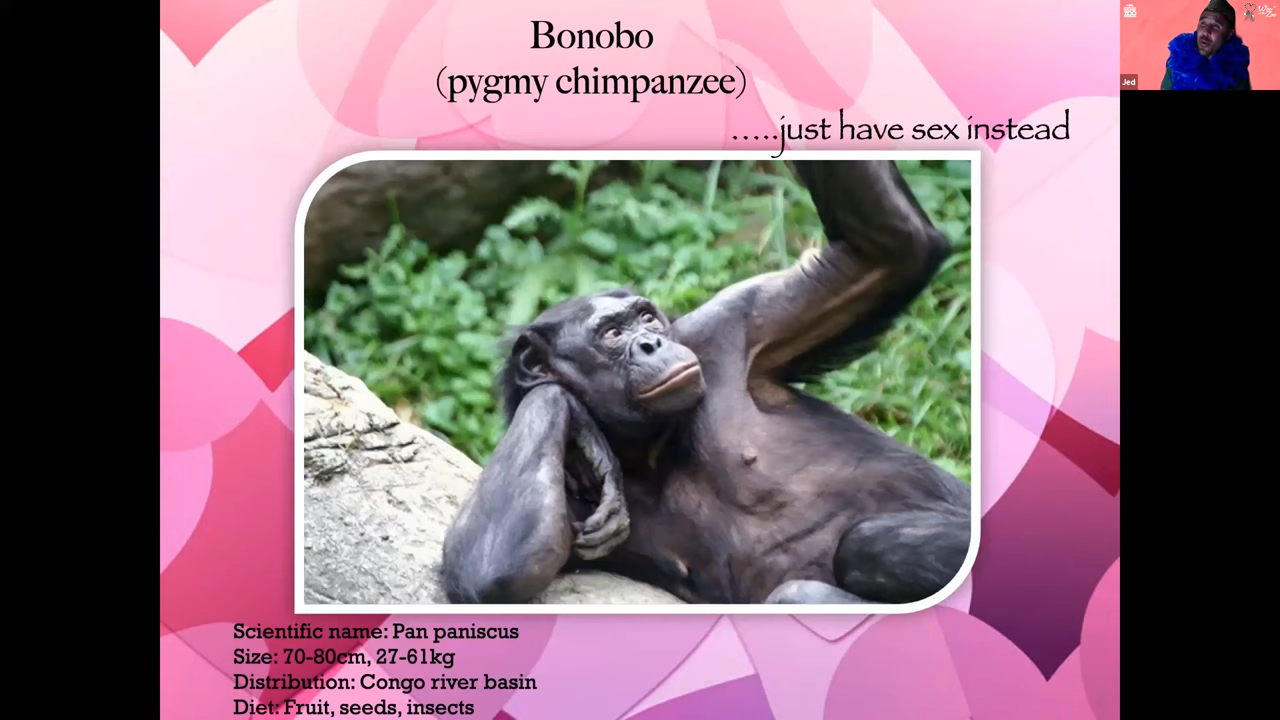 Bonobo
(pygmy chimpanzee)
.....just have sex instead
Scientific name: Pan paniscus
Size: 70-80cm, 27-61kg
Distribution: Congo river basin
Diet: Fruit, seeds, insects
Jed